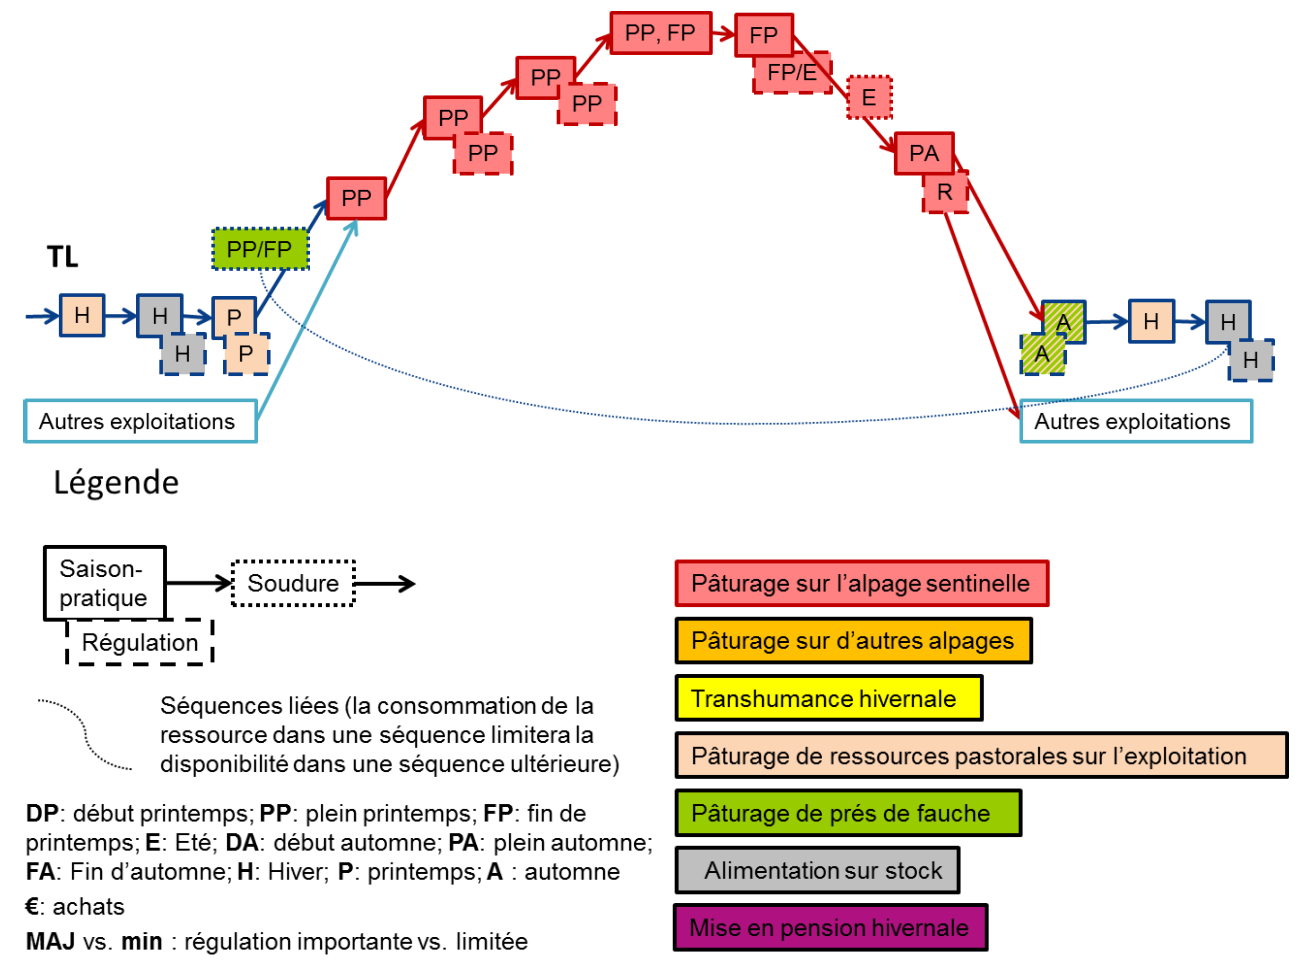 PP, FP
FP
FP/E
PP
PP
E
PP
PP
PA
R
PP
PP/FP
TL
H
H
H
P
P
A
A
H
H
H
Autres exploitations
Autres exploitations
Légende
Saison-
pratique
Soudure
Régulation
Séquences liées (la consommation de la
ressource dans une séquence limitera la
disponibilité dans une séquence ultérieure)
DP: début printemps; PP: plein printemps; FP: fin de
printemps; E: Eté; DA: début automne; PA: plein automne;
FA: Fin d'automne; H: Hiver; P: printemps; A : automne
€: achats
MAJ vs. min : régulation importante vs. limitée
Pâturage sur l'alpage sentinelle
Pâturage sur d'autres alpages
Transhumance hivernale
Pâturage de ressources pastorales sur l'exploitation
Pâturage de prés de fauche
Alimentation sur stock
Mise en pension hivernale